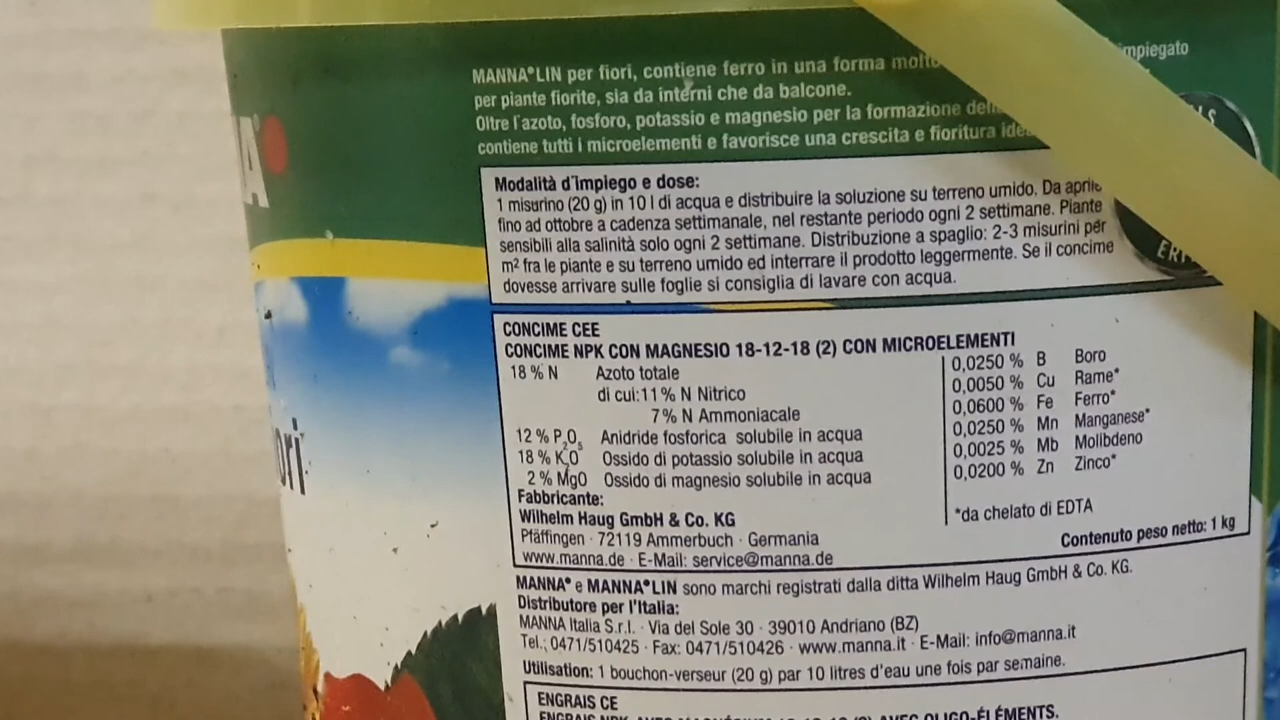 MANNA®LIN per fiori, contiene ferro in una forma
impiegato
per piante fiorite, sia da interni che da balcone.
Oltre l'azoto, fosforo, potassio e magnesio per la formazione
contiene tutti i microelementi e favorisce una crescita e fioritura
Modalità d'impiego e dose:
1 misurino (20 g) in 10 l di acqua e distribuire la soluzione su terreno umido. Da aprile
fino ad ottobre a cadenza settimanale, nel restante periodo ogni 2 settimane. Piante
sensibili alla salinità solo ogni 2 settimane. Distribuzione a spaglio: 2-3 misurini per
m² fra le piante e su terreno umido ed interrare il prodotto leggermente. Se il concime
dovesse arrivare sulle foglie si consiglia di lavare con acqua.
CONCIME CEE
CONCIME NPK CON MAGNESIO 18-12-18 (2) CON MICROELEMENTI
18 % N Azoto totale
di cui:11% N Nitrico
7% N Ammoniacale
12 % P₂O₅ Anidride fosforica solubile in acqua
18 % K₂O Ossido di potassio solubile in acqua
2 % MgO Ossido di magnesio solubile in acqua
0,0250 % B Boro
0,0050 % Cu Rame*
0,0600 % Fe Ferro*
0,0250 % Mn Manganese*
0,0025 % Mb Molibdeno
0,0200 % Zn Zinco*
*da chelato di EDTA
Fabbricante:
Wilhelm Haug GmbH & Co. KG
Pfäffingen · 72119 Ammerbuch · Germania
www.manna.de · E-Mail: service@manna.de
Contenuto peso netto: 1 kg
MANNA® e MANNA®LIN sono marchi registrati dalla ditta Wilhelm Haug GmbH & Co. KG.
Distributore per l'Italia:
MANNA Italia S.r.l. · Via del Sole 30 · 39010 Andriano (BZ)
Tel.: 0471/510425 · Fax: 0471/510426 · www.manna.it · E-Mail: info@manna.it
Utilisation: 1 bouchon-verseur (20 g) par 10 litres d'eau une fois par semaine.
ENGRAIS CE